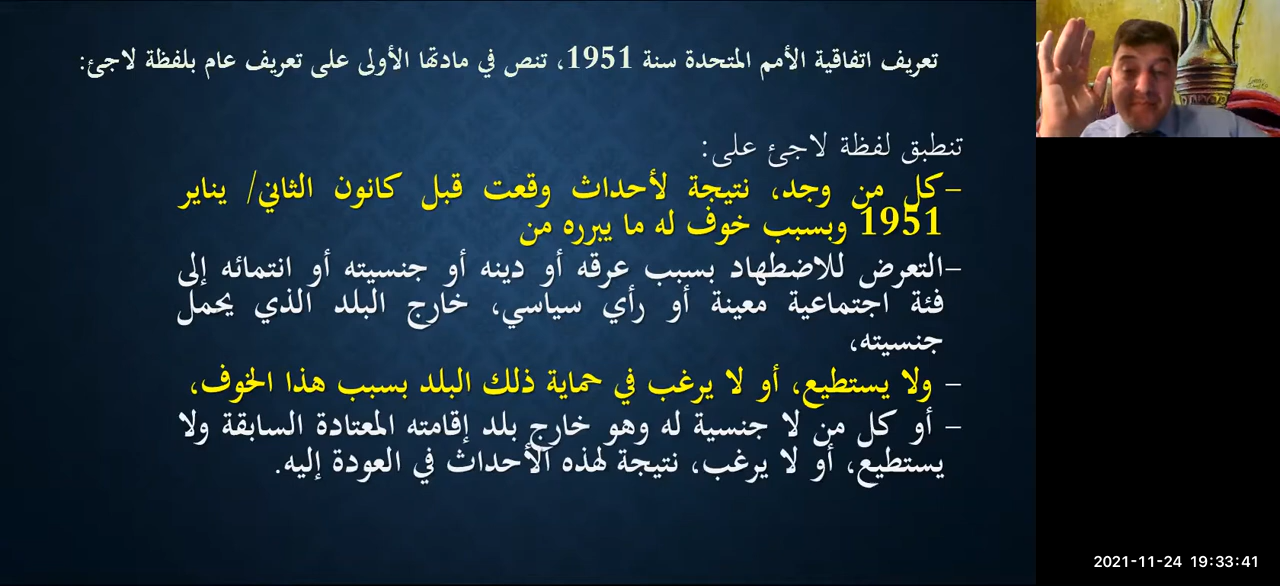 تعريف اتفاقية الأمم المتحدة سنة 1951، تنص في مادتها الأولى على تعريف عام بلفظة لاجئ:
تنطبق لفظة لاجئ على:
–كل من وجد، نتيجة لأحداث وقعت قبل كانون الثاني/ يناير
1951 وبسبب خوف له ما يبرره من
–التعرض للاضطهاد بسبب عرقه أو دينه أو جنسيته أو انتمائه إلى
فئة اجتماعية معينة أو رأي سياسي، خارج البلد الذي يحمل
جنسيته،
– ولا يستطيع، أو لا يرغب في حماية ذلك البلد بسبب هذا الخوف،
– أو كل من لا جنسية له وهو خارج بلد إقامته المعتادة السابقة ولا
يستطيع، أو لا يرغب، نتيجة لهذه الأحداث في العودة إليه.
2021-11-24 19:33:41